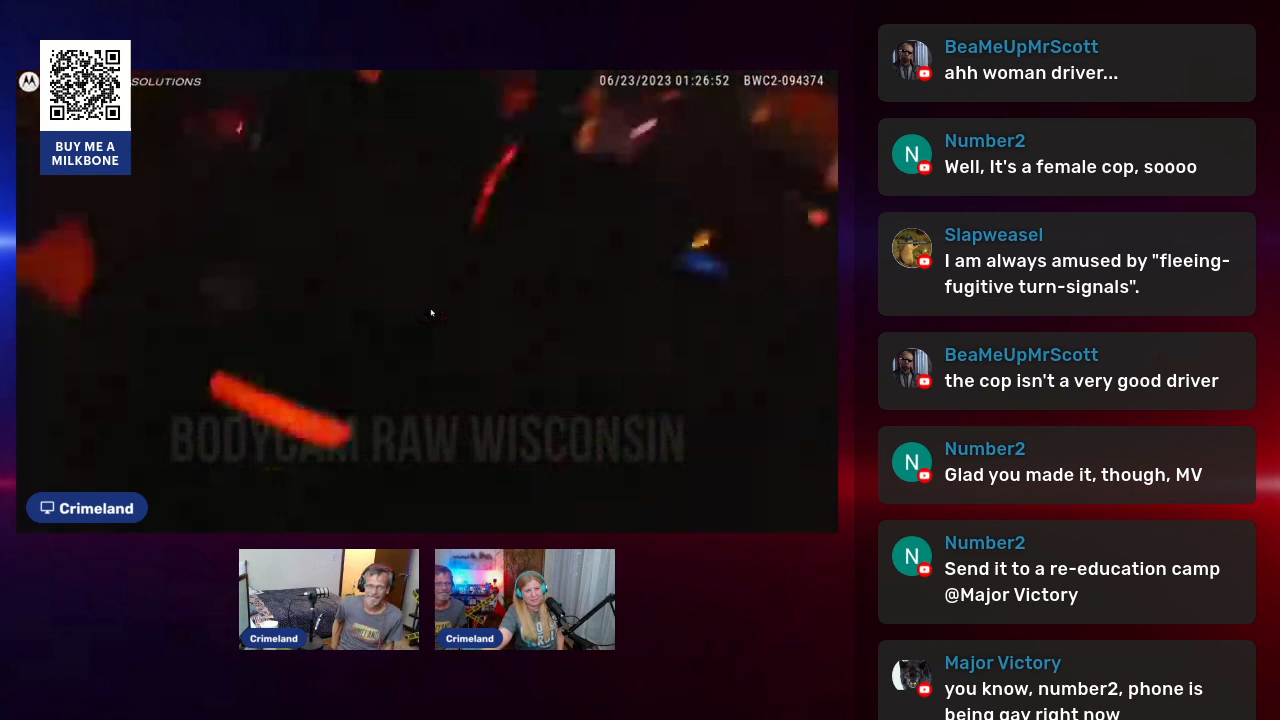 SOLUTIONS
06/23/2023 01:26:52 BWC2-094374
BUY ME A
MILKBONE
BODYCAM RAW WISCONSIN
Crimeland
Crimeland
Crimeland
BeaMeUpMrScott
ahh woman driver...
N
Number2
Well, It's a female cop, soooo
Slapweasel
I am always amused by "fleeing-
fugitive turn-signals".
BeaMeUpMrScott
the cop isn't a very good driver
N
Number2
Glad you made it, though, MV
N
Number2
Send it to a re-education camp
@Major Victory
Major Victory
you know, number2, phone is
being gay right now